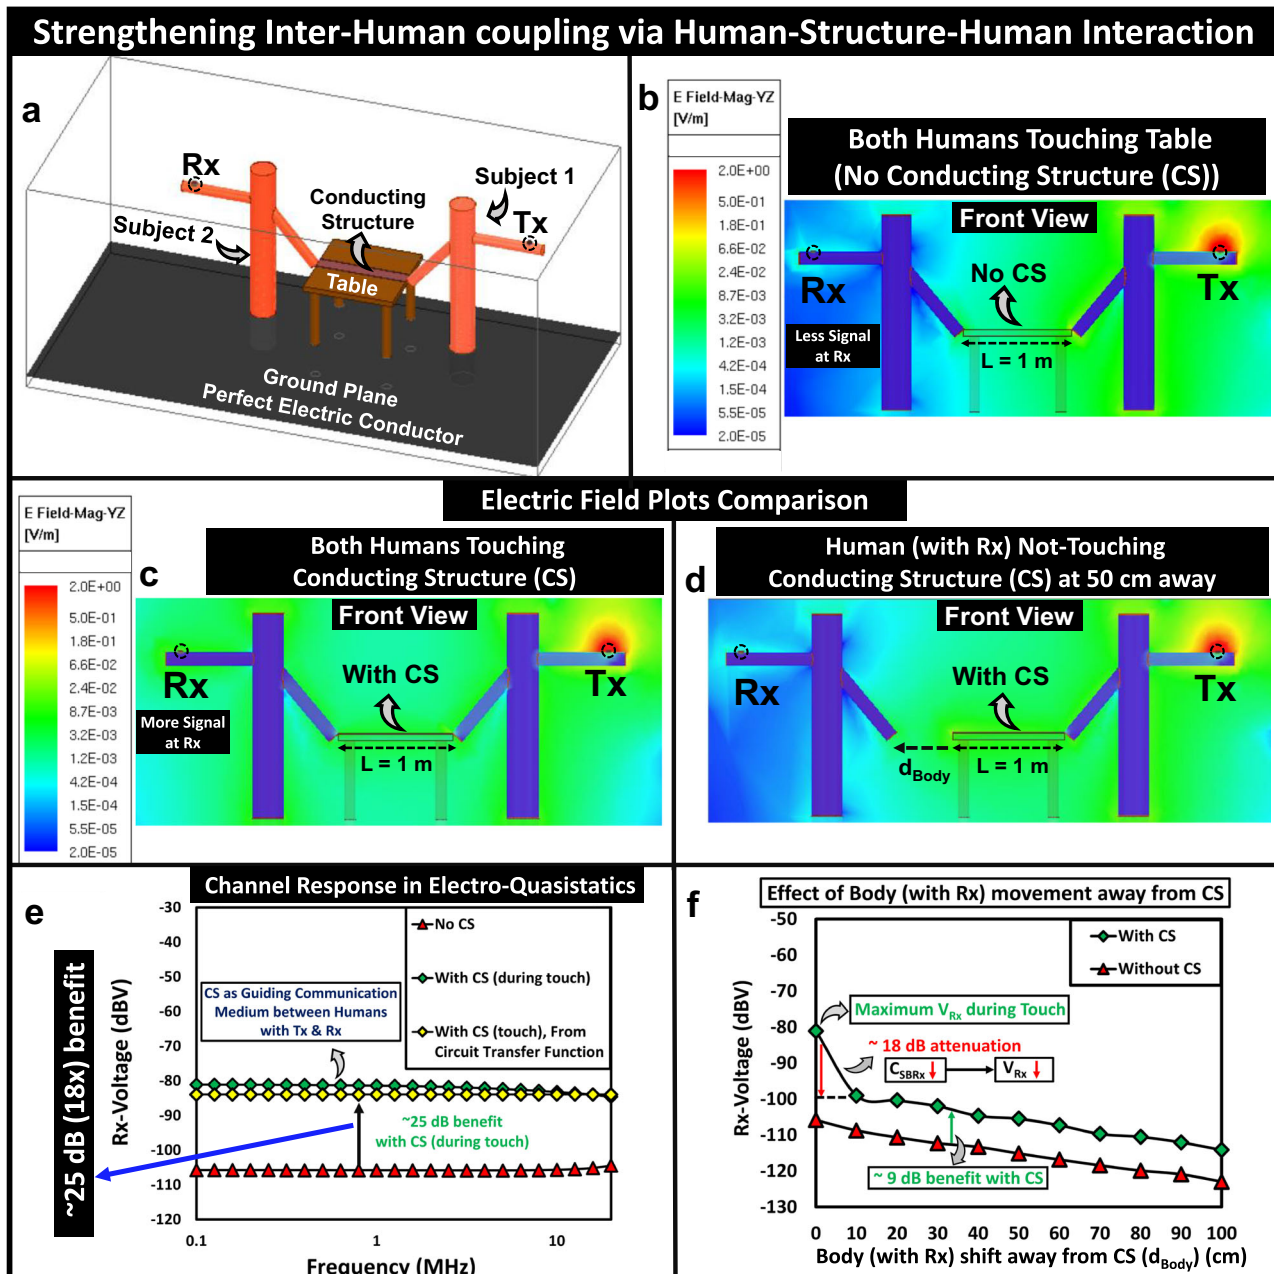 Strengthening Inter-Human coupling via Human-Structure-Human Interaction
a
Rx
Conducting
Structure
Subject 1
Tx
Subject 2
Table
Ground Plane
Perfect Electric Conductor
b
E Field-Mag-YZ
[V/m]
2.0E+00
5.0E-01
1.8E-01
6.6E-02
2.4E-02
8.7E-03
3.2E-03
1.2E-03
4.2E-04
1.5E-04
5.5E-05
2.0E-05
Both Humans Touching Table
(No Conducting Structure (CS))
Front View
Rx
No CS
Tx
Less Signal
at Rx
L = 1 m
Electric Field Plots Comparison
E Field-Mag-YZ
[V/m]
2.0E+00
5.0E-01
1.8E-01
6.6E-02
2.4E-02
8.7E-03
3.2E-03
1.2E-03
4.2E-04
1.5E-04
5.5E-05
2.0E-05
c
Both Humans Touching
Conducting Structure (CS)
Front View
Rx
With CS
Tx
More Signal
at Rx
L = 1 m
d
Human (with Rx) Not-Touching
Conducting Structure (CS) at 50 cm away
Front View
Rx
With CS
Tx
dBody
L = 1 m
e
Channel Response in Electro-Quasistatics
~25 dB (18x) benefit
Rx-Voltage (dBV)
-30
-40
-50
-60
-70
-80
-90
-100
-110
-120
No CS
With CS (during touch)
With CS (touch), From
Circuit Transfer Function
CS as Guiding Communication
Medium between Humans
with Tx & Rx
~25 dB benefit
with CS (during touch)
0.1
1
10
Frequency (MHz)
f
Effect of Body (with Rx) movement away from CS
Rx-Voltage (dBV)
-50
-60
-70
-80
-90
-100
-110
-120
-130
With CS
Without CS
Maximum VRx during Touch
~ 18 dB attenuation
CSBRx
VRx
~ 9 dB benefit with CS
0 10 20 30 40 50 60 70 80 90 100
Body (with Rx) shift away from CS (dBody) (cm)